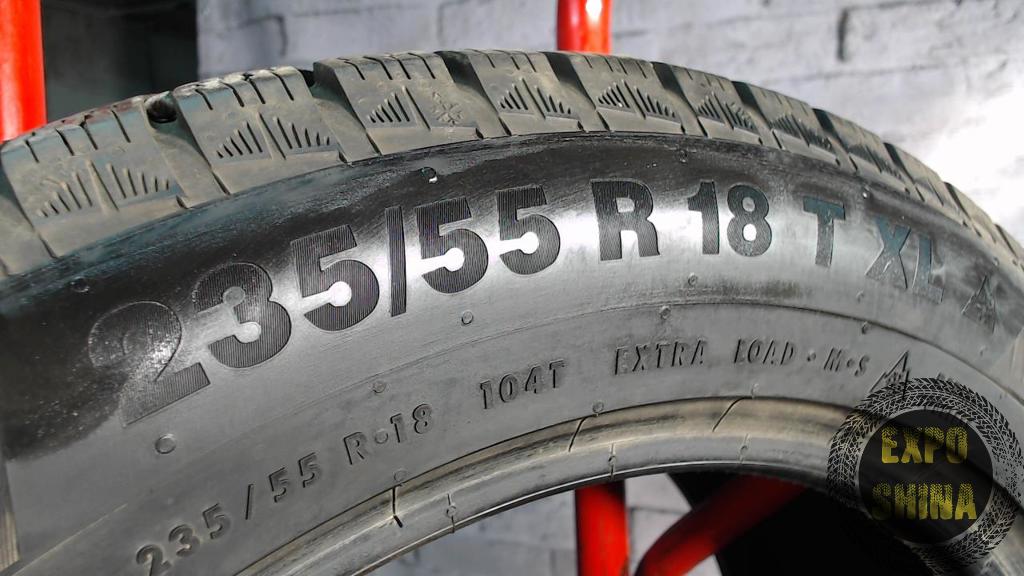 235/55 R 18 T XL
235/55 R·18 104T EXTRA LOAD · M·S
EXPO
SHINA